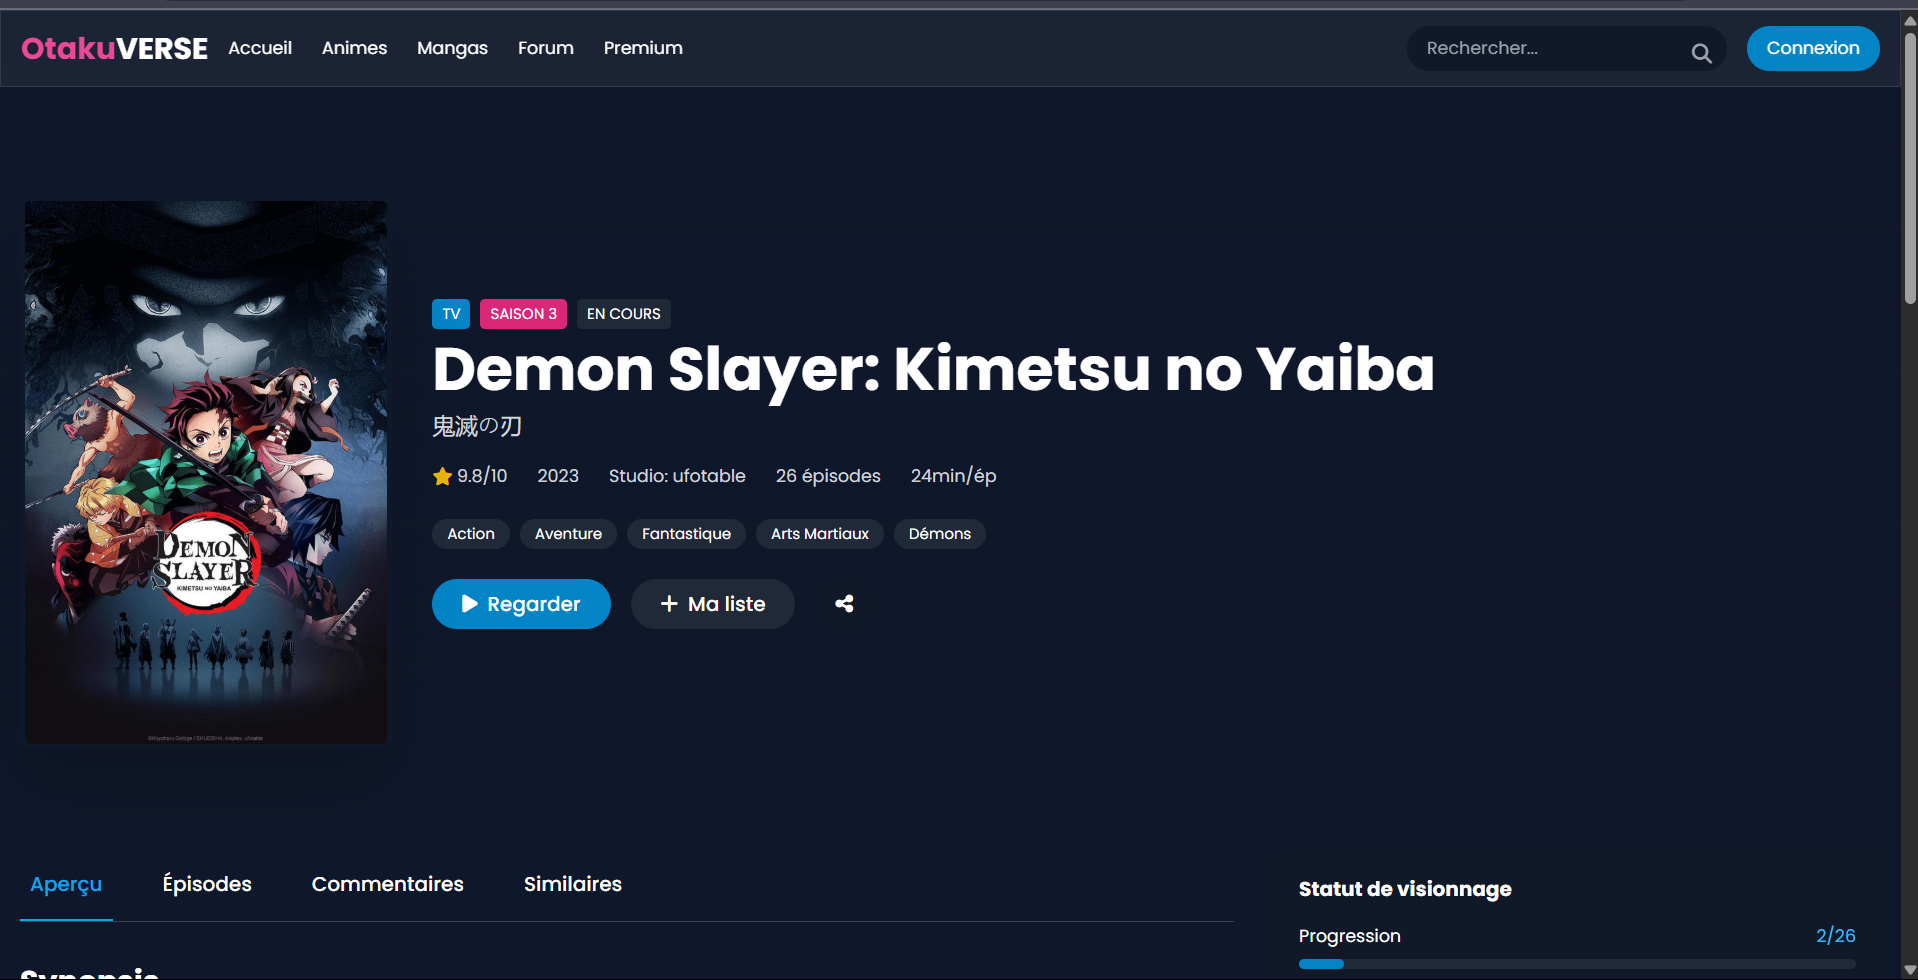 OtakuVERSE Accueil Animes Mangas Forum Premium Rechercher... Connexion
DEMON
SLAYER
KIMETSU NO YAIBA
TV SAISON 3 EN COURS
Demon Slayer: Kimetsu no Yaiba
鬼滅の刃
9.8/10 2023 Studio: ufotable 26 épisodes 24min/ép
Action Aventure Fantastique Arts Martiaux Démons
Regarder Ma liste
Aperçu Épisodes Commentaires Similaires
Statut de visionnage
Progression 2/26
Synopsis